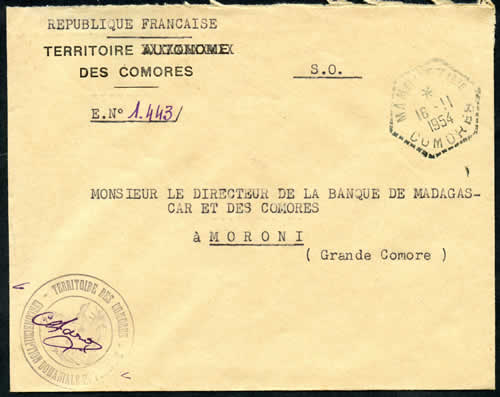 REPUBLIQUE FRANCAISE
TERRITOIRE AUTONOME
DES COMORES
S.O.
E.N° 1.443/
16 -11
1954
COMORES
MONSIEUR LE DIRECTEUR DE LA BANQUE DE MADAGAS-
CAR ET DES COMORES
à MORONI
( Grande Comore )
TERRITOIRE DES COMORES